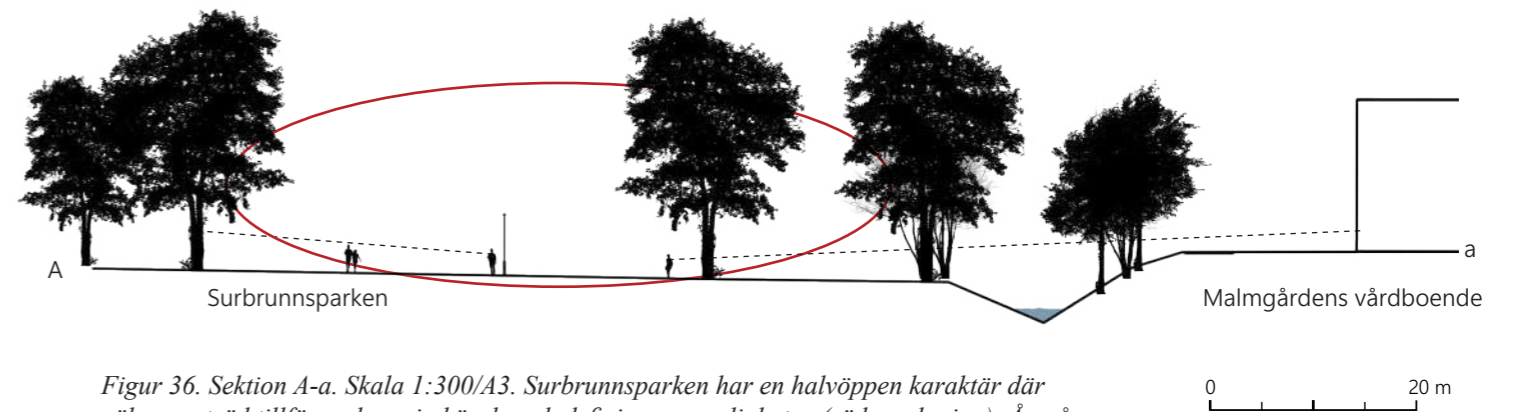 A
a
Surbrunnsparken
Malmgårdens vårdboende
Figur 36. Sektion A-a. Skala 1:300/A3. Surbrunnsparken har en halvöppen karaktär där
0 20 m